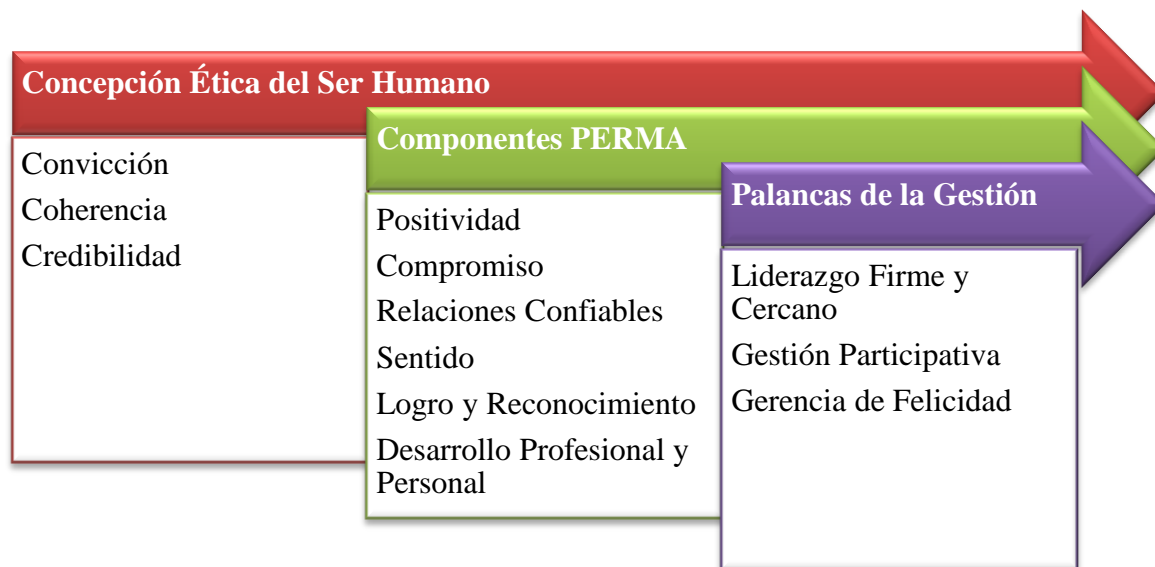 Concepción Ética del Ser Humano
Convicción
Coherencia
Credibilidad
Componentes PERMA
Positividad
Compromiso
Relaciones Confiables
Sentido
Logro y Reconocimiento
Desarrollo Profesional y
Personal
Palancas de la Gestión
Liderazgo Firme y
Cercano
Gestión Participativa
Gerencia de Felicidad